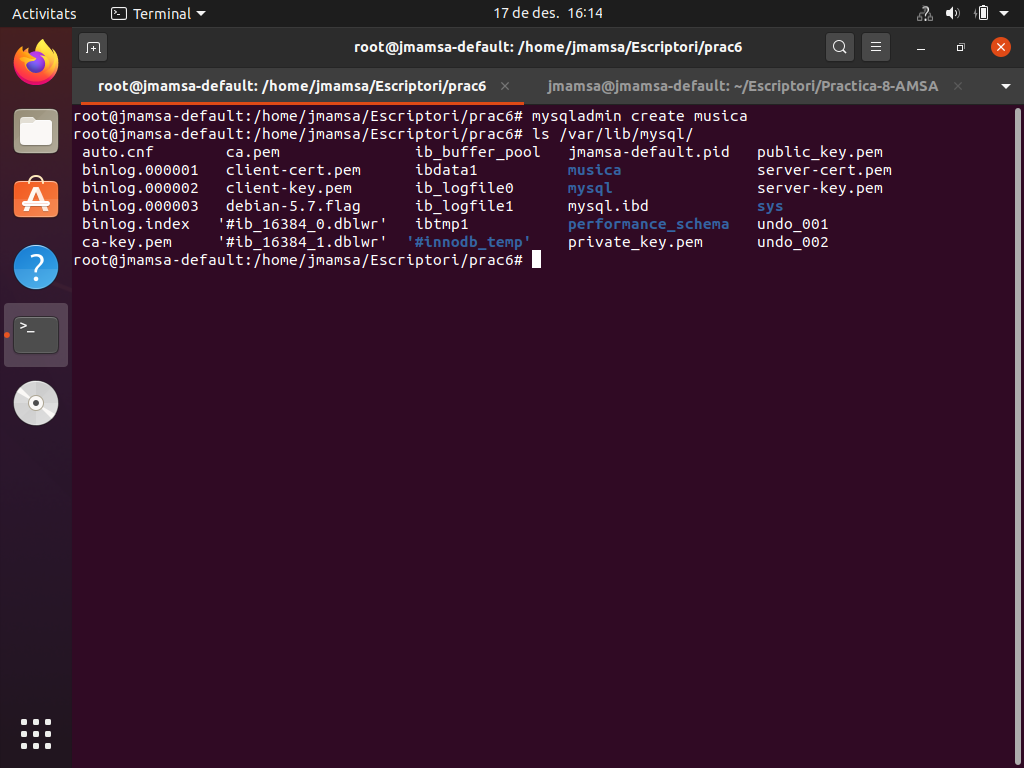 Activitats Terminal 17 de des. 16:14
root@jmamsa-default: /home/jmamsa/Escriptori/prac6
root@jmamsa-default: /home/jmamsa/Escriptori/prac6 × jmamsa@jmamsa-default: ~/Escriptori/Practica-8-AMSA ×
root@jmamsa-default:/home/jmamsa/Escriptori/prac6# mysqladmin create musica
root@jmamsa-default:/home/jmamsa/Escriptori/prac6# ls /var/lib/mysql/
auto.cnf ca.pem ib_buffer_pool jmamsa-default.pid public_key.pem
binlog.000001 client-cert.pem ibdata1 musica server-cert.pem
binlog.000002 client-key.pem ib_logfile0 mysql server-key.pem
binlog.000003 debian-5.7.flag ib_logfile1 mysql.ibd sys
binlog.index '#ib_16384_0.dblwr' ibtmp1 performance_schema undo_001
ca-key.pem '#ib_16384_1.dblwr' '#innodb_temp' private_key.pem undo_002
root@jmamsa-default:/home/jmamsa/Escriptori/prac6#